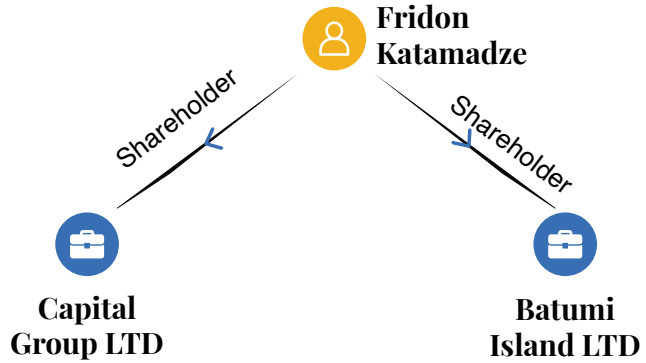 Fridon
Katamadze
Shareholder
Shareholder
Capital
Group LTD
Batumi
Island LTD